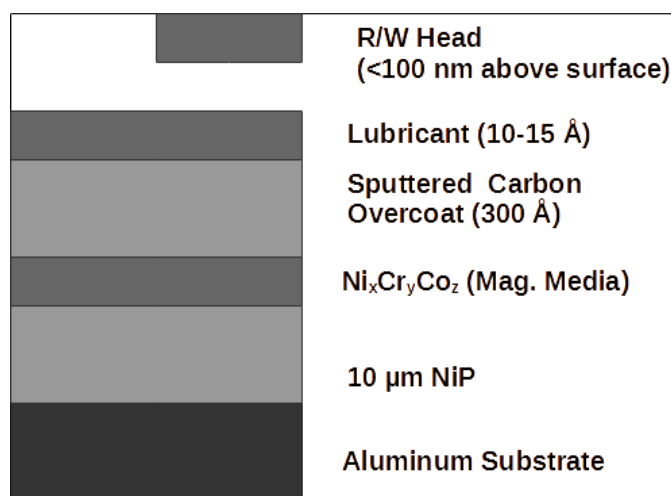 R/W Head
(<100 nm above surface)
Lubricant (10-15 Å)
Sputtered Carbon
Overcoat (300 Å)
NiₓCrᵧCo𝓏 (Mag. Media)
10 µm NiP
Aluminum Substrate